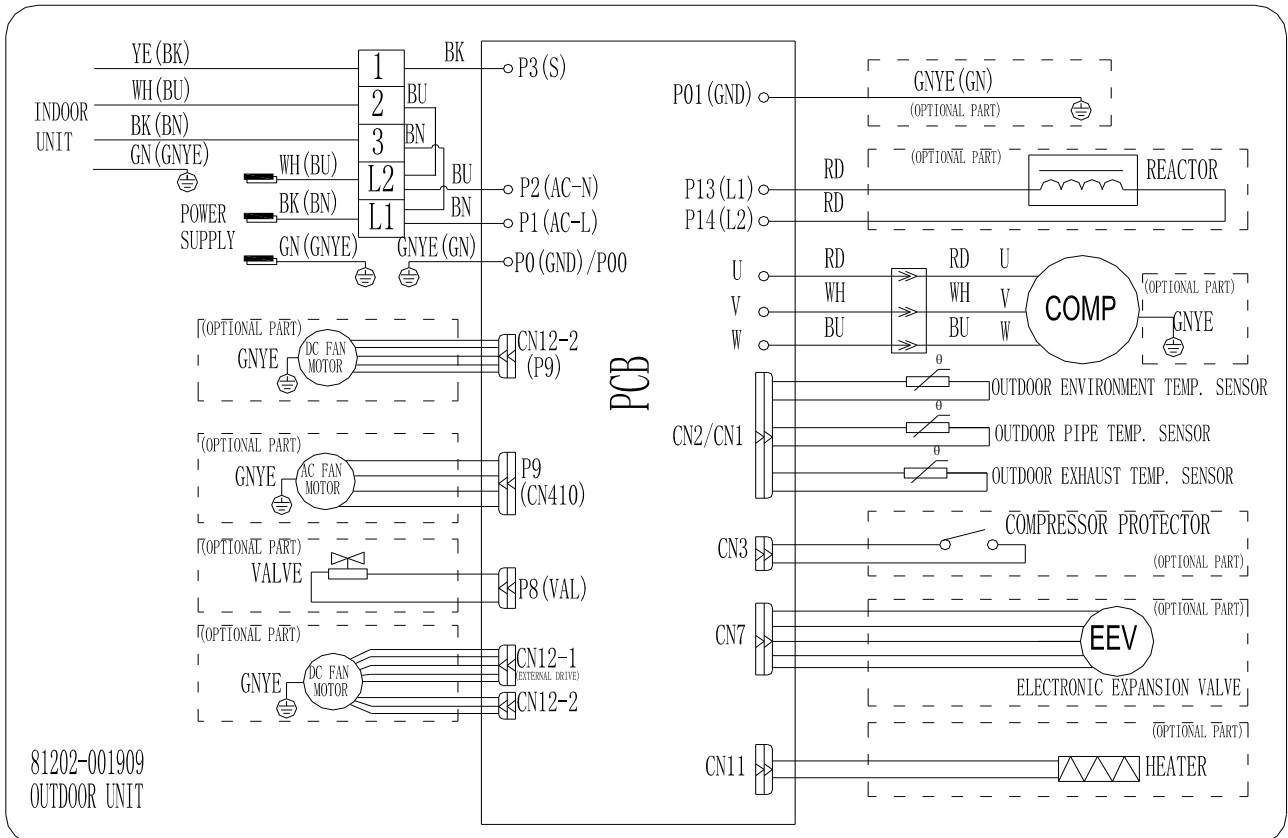 YE(BK)
WH(BU)
BK(BN)
GN(GNYE)
INDOOR
UNIT
1
2
3
L2
L1
BK
BU
BN
BU
BN
P3(S)
P2(AC-N)
P1(AC-L)
P0(GND)/P00
WH(BU)
BK(BN)
GN(GNYE)
GNYE(GN)
POWER
SUPPLY
(OPTIONAL PART)
GNYE
DC FAN
MOTOR
CN12-2
(P9)
(OPTIONAL PART)
GNYE
AC FAN
MOTOR
P9
(CN410)
(OPTIONAL PART)
VALVE
P8(VAL)
(OPTIONAL PART)
GNYE
DC FAN
MOTOR
CN12-1
(EXTERNAL DRIVE)
CN12-2
81202-001909
OUTDOOR UNIT
PCB
P01(GND)
GNYE(GN)
(OPTIONAL PART)
(OPTIONAL PART)
P13(L1)
RD
REACTOR
P14(L2)
RD
U
RD
RD
U
V
WH
WH
V
W
BU
BU
W
COMP
(OPTIONAL PART)
GNYE
CN2/CN1
θ
OUTDOOR ENVIRONMENT TEMP. SENSOR
θ
OUTDOOR PIPE TEMP. SENSOR
θ
OUTDOOR EXHAUST TEMP. SENSOR
CN3
COMPRESSOR PROTECTOR
(OPTIONAL PART)
CN7
(OPTIONAL PART)
EEV
ELECTRONIC EXPANSION VALVE
(OPTIONAL PART)
CN11
HEATER